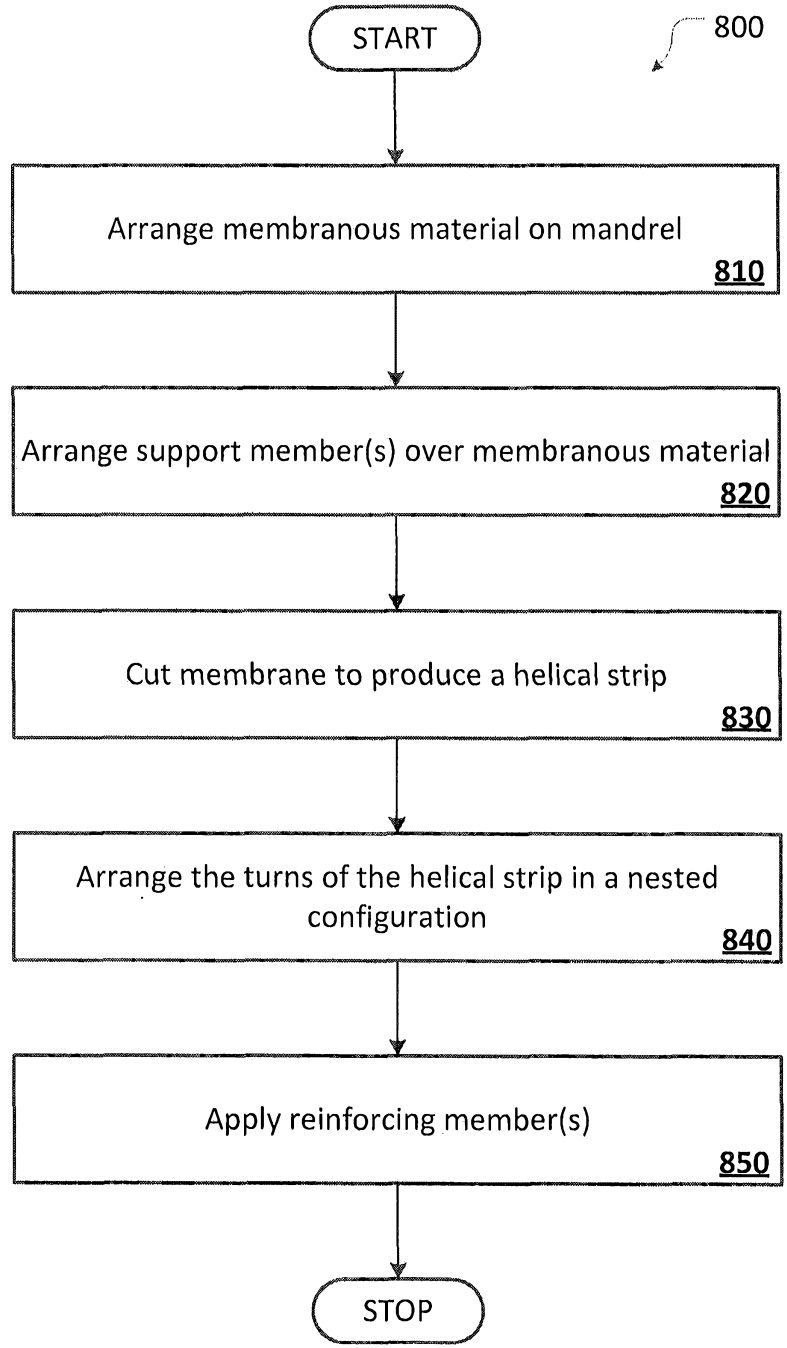 START
800
Arrange membranous material on mandrel
810
Arrange support member(s) over membranous material
820
Cut membrane to produce a helical strip
830
Arrange the turns of the helical strip in a nested
configuration
840
Apply reinforcing member(s)
850
STOP